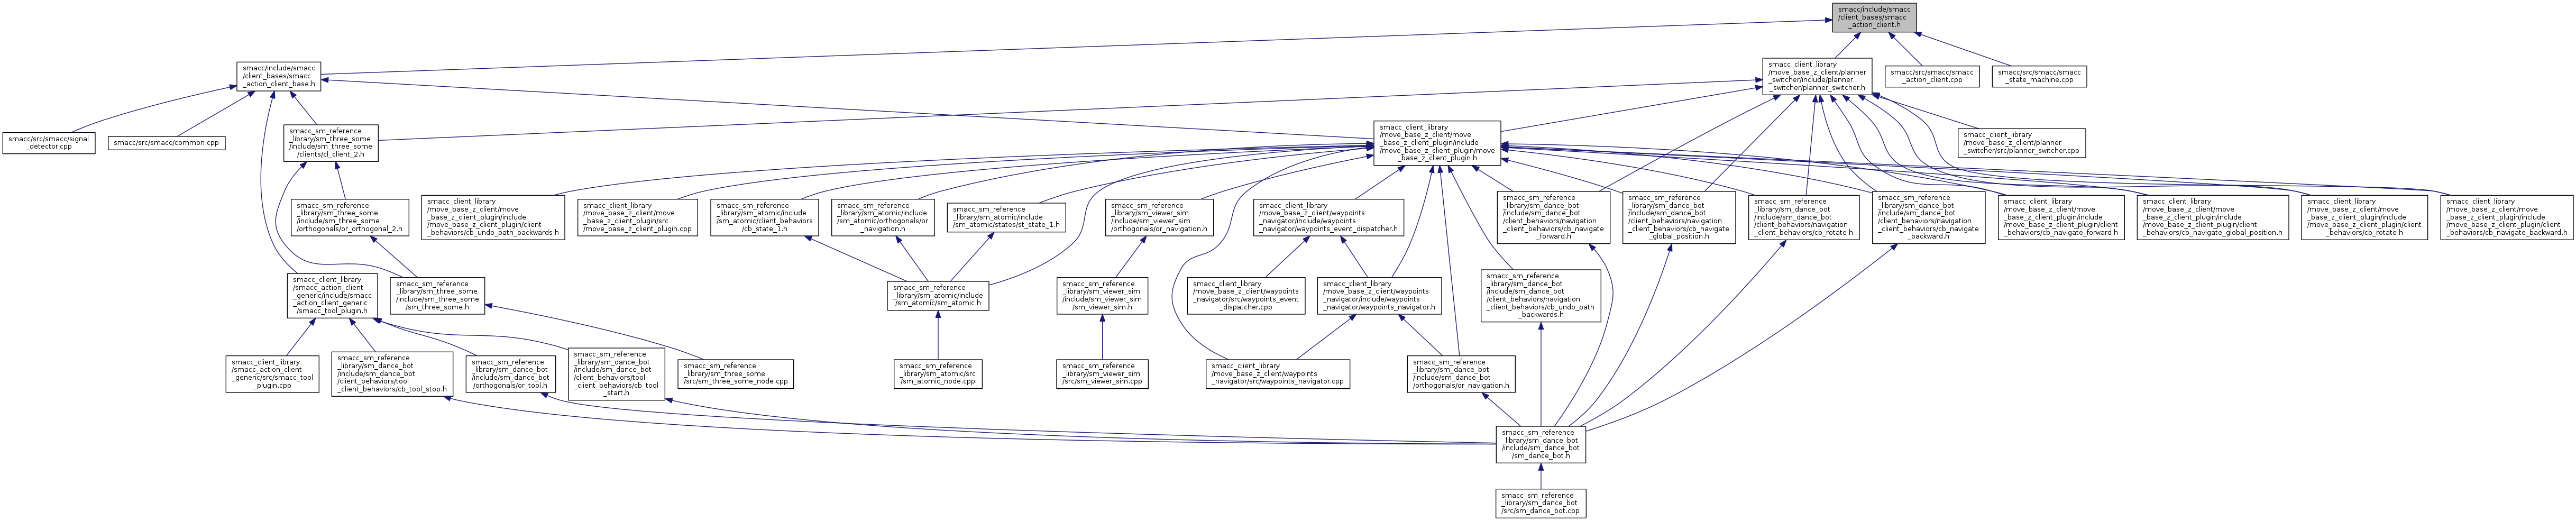 smacc/include/smacc
/client_bases/smacc
_action_client.h
smacc/include/smacc
/client_bases/smacc
_action_client_base.h
smacc_client_library
/move_base_z_client/planner
_switcher/include/planner
_switcher/planner_switcher.h
smacc/src/smacc/smacc
_action_client.cpp
smacc/src/smacc/smacc
_state_machine.cpp
smacc/src/smacc/signal
_detector.cpp
smacc/src/smacc/common.cpp
smacc_sm_reference
_library/sm_three_some
/include/sm_three_some
/clients/cl_client_2.h
smacc_client_library
/move_base_z_client/move
_base_z_client_plugin/include
/move_base_z_client_plugin/move
_base_z_client_plugin.h
smacc_client_library
/move_base_z_client/planner
_switcher/src/planner_switcher.cpp
smacc_sm_reference
_library/sm_three_some
/include/sm_three_some
/orthogonals/or_orthogonal_2.h
smacc_client_library
/move_base_z_client/move
_base_z_client_plugin/include
/move_base_z_client_plugin/client
_behaviors/cb_undo_path_backwards.h
smacc_client_library
/move_base_z_client/move
_base_z_client_plugin/src
/move_base_z_client_plugin.cpp
smacc_sm_reference
_library/sm_atomic/include
/sm_atomic/client_behaviors
/cb_state_1.h
smacc_sm_reference
_library/sm_atomic/include
/sm_atomic/orthogonals/or
_navigation.h
smacc_sm_reference
_library/sm_atomic/include
/sm_atomic/states/st_state_1.h
smacc_sm_reference
_library/sm_viewer_sim
/include/sm_viewer_sim
/orthogonals/or_navigation.h
smacc_client_library
/move_base_z_client/waypoints
_navigator/include/waypoints
_navigator/waypoints_event_dispatcher.h
smacc_sm_reference
_library/sm_dance_bot
/include/sm_dance_bot
/client_behaviors/navigation
_client_behaviors/cb_navigate
_forward.h
smacc_sm_reference
_library/sm_dance_bot
/include/sm_dance_bot
/client_behaviors/navigation
_client_behaviors/cb_navigate
_global_position.h
smacc_sm_reference
_library/sm_dance_bot
/include/sm_dance_bot
/client_behaviors/navigation
_client_behaviors/cb_rotate.h
smacc_sm_reference
_library/sm_dance_bot
/include/sm_dance_bot
/client_behaviors/navigation
_client_behaviors/cb_navigate
_backward.h
smacc_client_library
/move_base_z_client/move
_base_z_client_plugin/include
/move_base_z_client_plugin/client
_behaviors/cb_navigate_forward.h
smacc_client_library
/move_base_z_client/move
_base_z_client_plugin/include
/move_base_z_client_plugin/client
_behaviors/cb_navigate_global_position.h
smacc_client_library
/move_base_z_client/move
_base_z_client_plugin/include
/move_base_z_client_plugin/client
_behaviors/cb_rotate.h
smacc_client_library
/move_base_z_client/move
_base_z_client_plugin/include
/move_base_z_client_plugin/client
_behaviors/cb_navigate_backward.h
smacc_client_library
/smacc_action_client
_generic/include/smacc
_action_client_generic
/smacc_tool_plugin.h
smacc_sm_reference
_library/sm_three_some
/include/sm_three_some
/sm_three_some.h
smacc_sm_reference
_library/sm_atomic/include
/sm_atomic/sm_atomic.h
smacc_sm_reference
_library/sm_viewer_sim
/include/sm_viewer_sim
/sm_viewer_sim.h
smacc_client_library
/move_base_z_client/waypoints
_navigator/src/waypoints_event
_dispatcher.cpp
smacc_client_library
/move_base_z_client/waypoints
_navigator/include/waypoints
_navigator/waypoints_navigator.h
smacc_sm_reference
_library/sm_dance_bot
/include/sm_dance_bot
/client_behaviors/navigation
_client_behaviors/cb_undo_path
_backwards.h
smacc_client_library
/smacc_action_client
_generic/src/smacc_tool
_plugin.cpp
smacc_sm_reference
_library/sm_dance_bot
/include/sm_dance_bot
/client_behaviors/tool
_client_behaviors/cb_tool_stop.h
smacc_sm_reference
_library/sm_dance_bot
/include/sm_dance_bot
/orthogonals/or_tool.h
smacc_sm_reference
_library/sm_dance_bot
/include/sm_dance_bot
/client_behaviors/tool
_client_behaviors/cb_tool
_start.h
smacc_sm_reference
_library/sm_three_some
/src/sm_three_some_node.cpp
smacc_sm_reference
_library/sm_atomic/src
/sm_atomic_node.cpp
smacc_sm_reference
_library/sm_viewer_sim
/src/sm_viewer_sim.cpp
smacc_client_library
/move_base_z_client/waypoints
_navigator/src/waypoints_navigator.cpp
smacc_sm_reference
_library/sm_dance_bot
/include/sm_dance_bot
/orthogonals/or_navigation.h
smacc_sm_reference
_library/sm_dance_bot
/include/sm_dance_bot
/sm_dance_bot.h
smacc_sm_reference
_library/sm_dance_bot
/src/sm_dance_bot.cpp